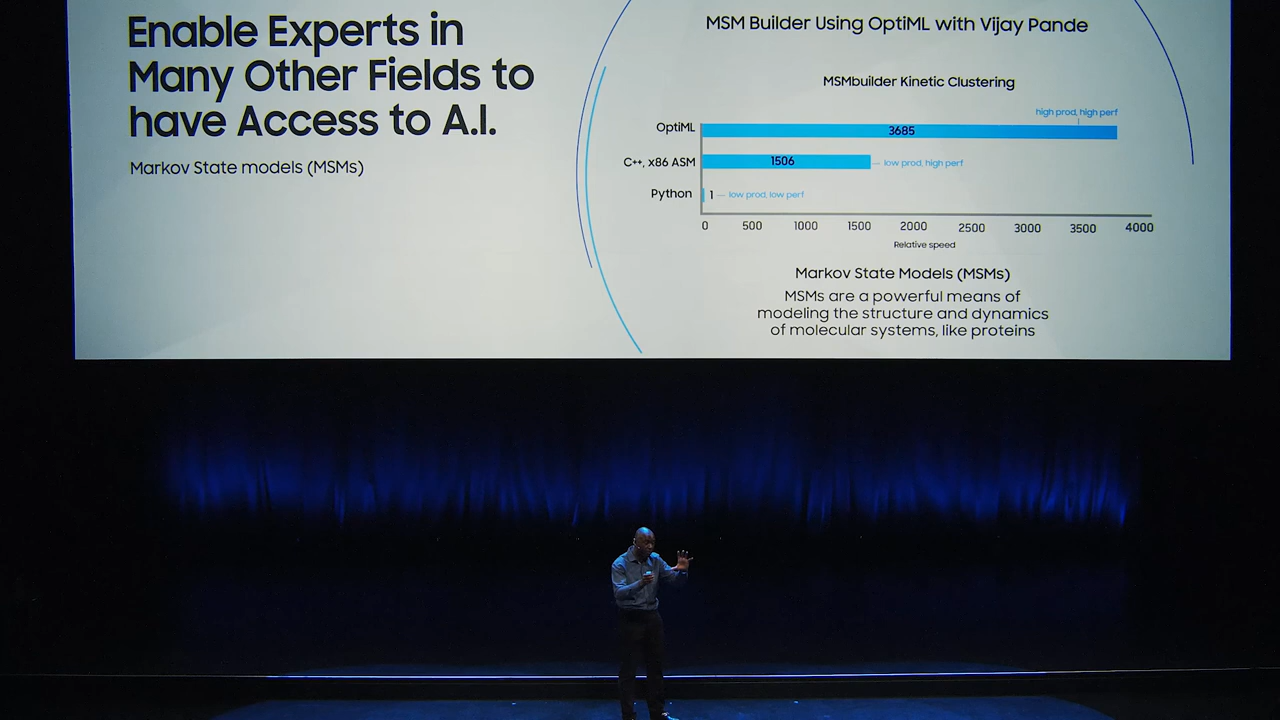 Enable Experts in
Many Other Fields to
have Access to A.I.
Markov State models (MSMs)
MSM Builder Using OptiML with Vijay Pande
MSMbuilder Kinetic Clustering
high prod, high perf
OptiML 3685
C++, x86 ASM 1506 low prod, high perf
Python 1 low prod, low perf
0 500 1000 1500 2000 2500 3000 3500 4000
Relative speed
Markov State Models (MSMs)
MSMs are a powerful means of
modeling the structure and dynamics
of molecular systems, like proteins